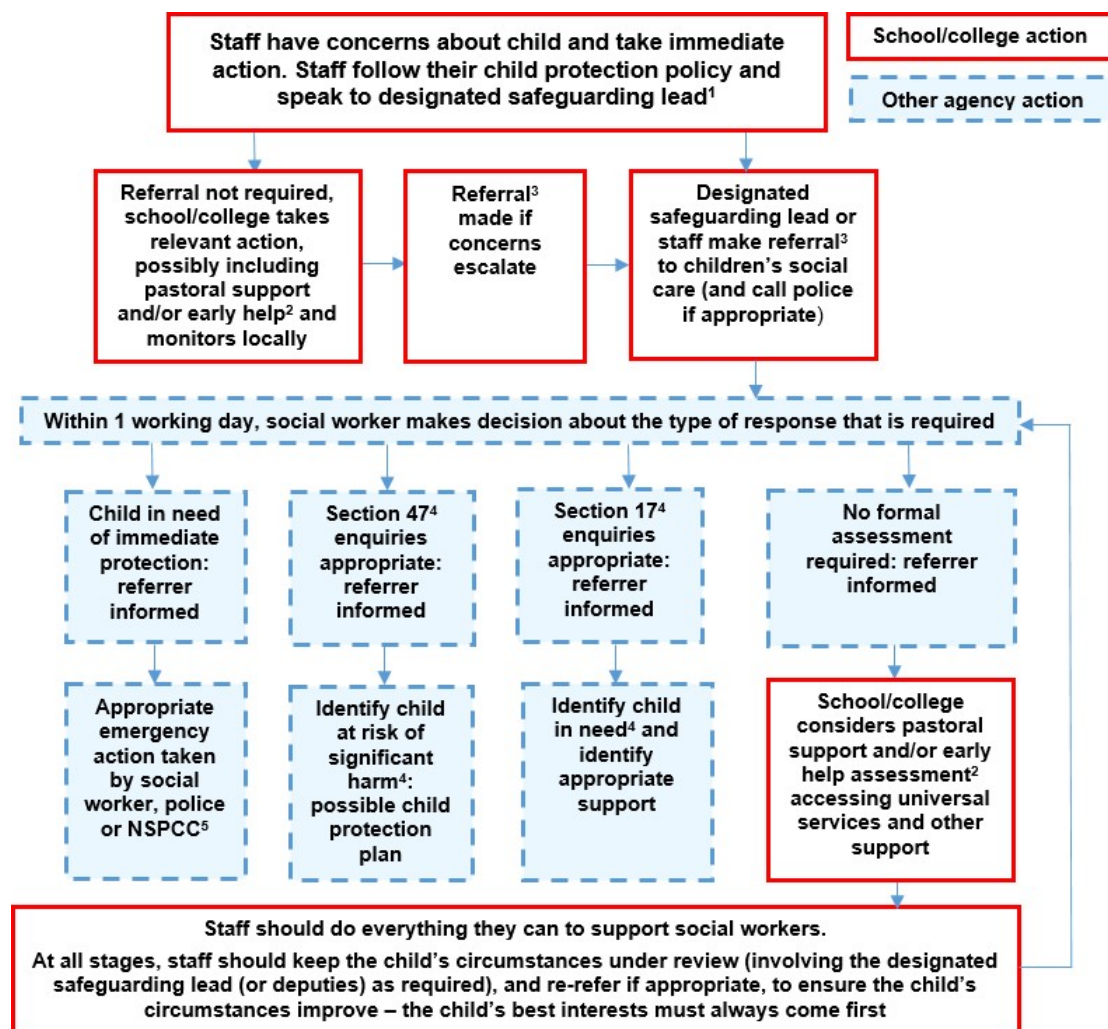 Staff have concerns about child and take immediate
action. Staff follow their child protection policy and
speak to designated safeguarding lead¹
School/college action
Other agency action
Referral not required,
school/college takes
relevant action,
possibly including
pastoral support
and/or early help² and
monitors locally
Referral³
made if
concerns
escalate
Designated
safeguarding lead or
staff make referral³
to children’s social
care (and call police
if appropriate)
Within 1 working day, social worker makes decision about the type of response that is required
Child in need
of immediate
protection:
referrer
informed
Section 47⁴
enquiries
appropriate:
referrer
informed
Section 17⁴
enquiries
appropriate:
referrer
informed
No formal
assessment
required: referrer
informed
Appropriate
emergency
action taken
by social
worker, police
or NSPCC⁵
Identify child
at risk of
significant
harm⁴:
possible child
protection
plan
Identify child
in need⁴ and
identify
appropriate
support
School/college
considers pastoral
support and/or early
help assessment²
accessing universal
services and other
support
Staff should do everything they can to support social workers.
At all stages, staff should keep the child’s circumstances under review (involving the designated
safeguarding lead (or deputies) as required), and re-refer if appropriate, to ensure the child’s
circumstances improve – the child’s best interests must always come first